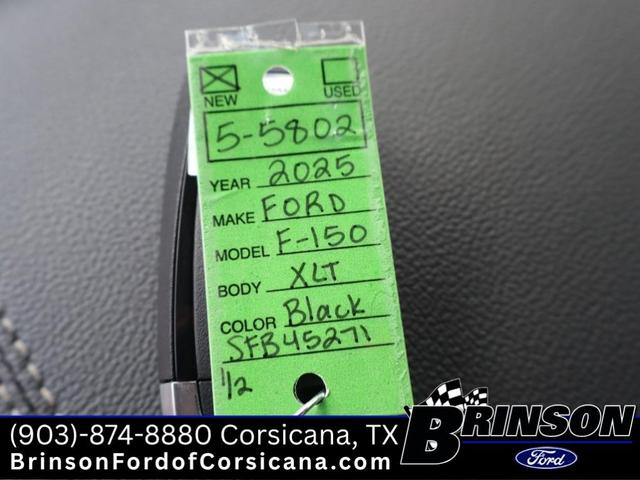 NEW USED
5-5802
YEAR 2025
MAKE FORD
MODEL F-150
BODY XLT
COLOR Black
SFB45271
1/2
(903)-874-8880 Corsicana, TX
BrinsonFordofCorsicana.com
BRINSON
Ford